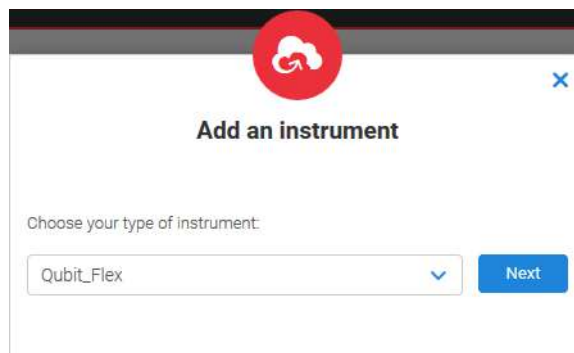 Add an instrument
Choose your type of instrument:
Qubit_Flex
Next